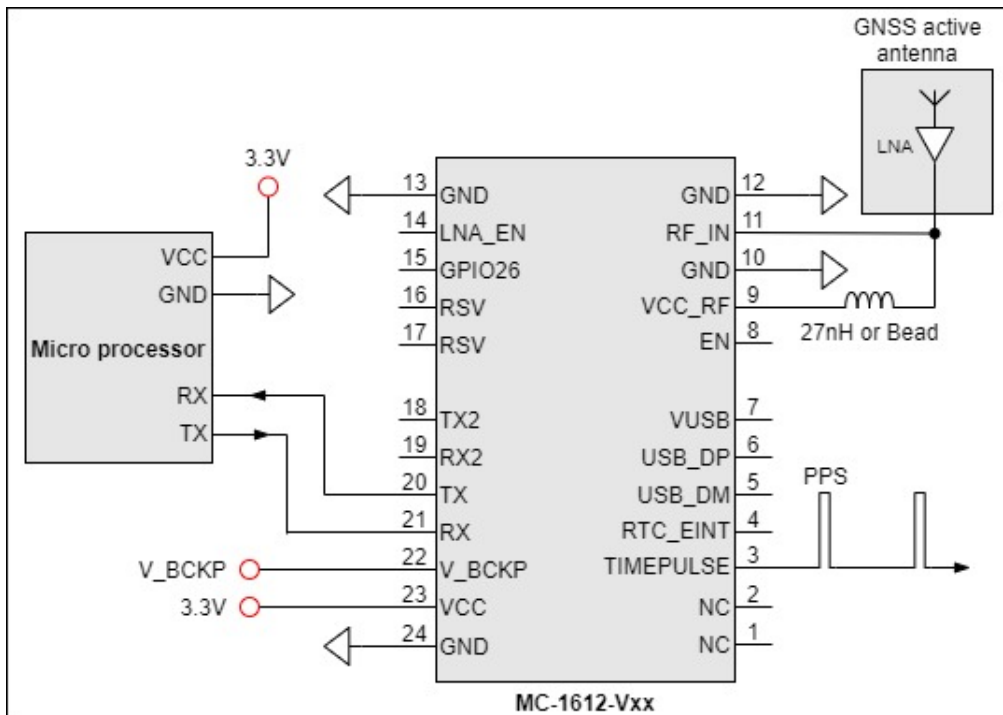 GNSS active
antenna
LNA
3.3V
VCC
GND
Micro processor
RX
TX
13 GND
14 LNA_EN
15 GPIO26
16 RSV
17 RSV
18 TX2
19 RX2
20 TX
21 RX
V_BCKP 22 V_BCKP
3.3V 23 VCC
24 GND
GND 12
RF_IN 11
GND 10
VCC_RF 9
27nH or Bead
EN 8
VUSB 7
USB_DP 6
USB_DM 5
PPS
RTC_EINT 4
TIMEPULSE 3
NC 2
NC 1
MC-1612-Vxx